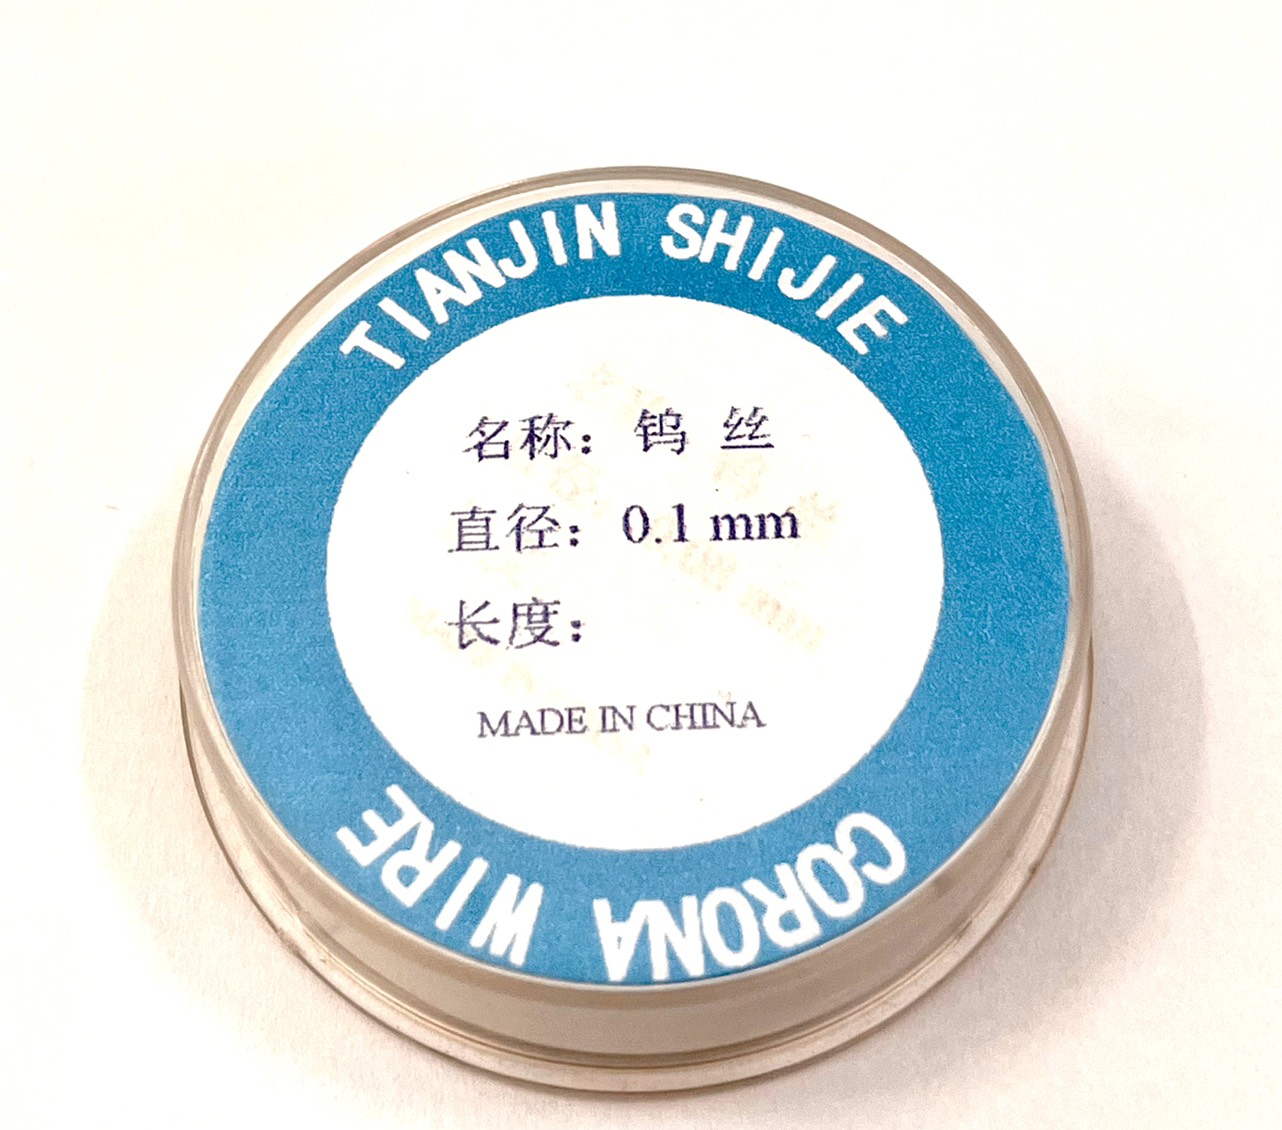 TIANJIN SHIJIE
名称：钨 丝
直径：0.1 mm
长度：
MADE IN CHINA
CORONA WIRE